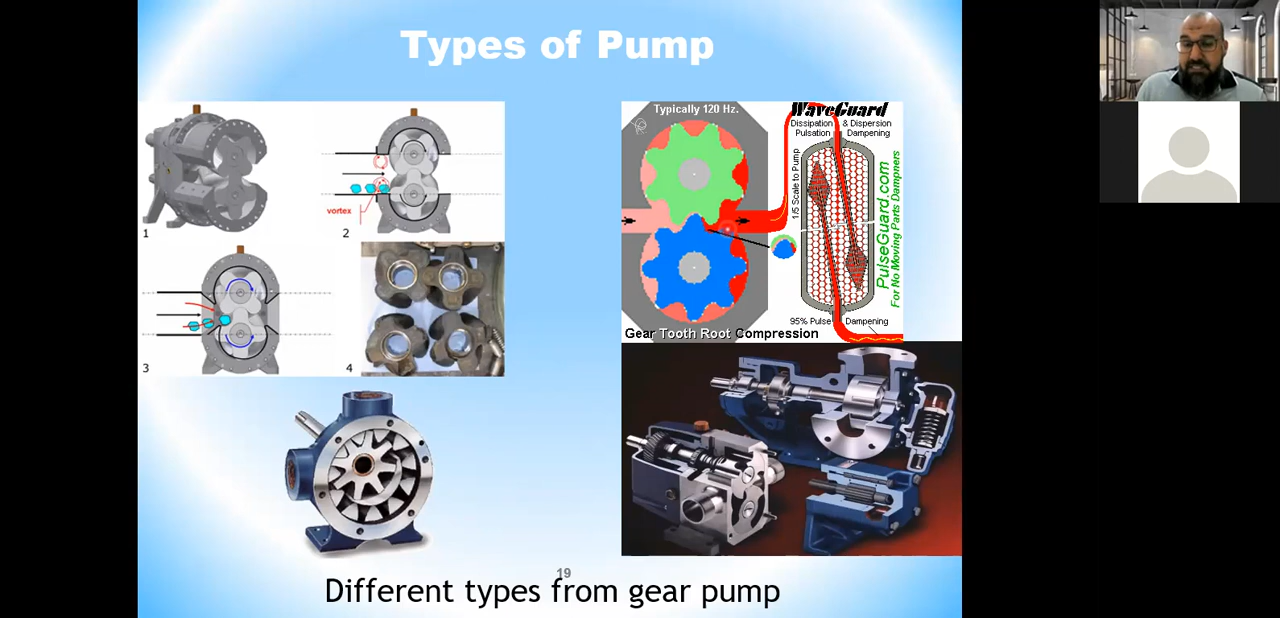 Types of Pump
1
2
vortex
3
4
Typically 120 Hz.
WaveGuard
Dissipation & Dispersion
Pulsation Dampening
1/5 Scale to Pump
PulseGuard.com
For No Moving Parts Dampners
95% Pulse Dampening
Gear Tooth Root Compression
19
Different types from gear pump